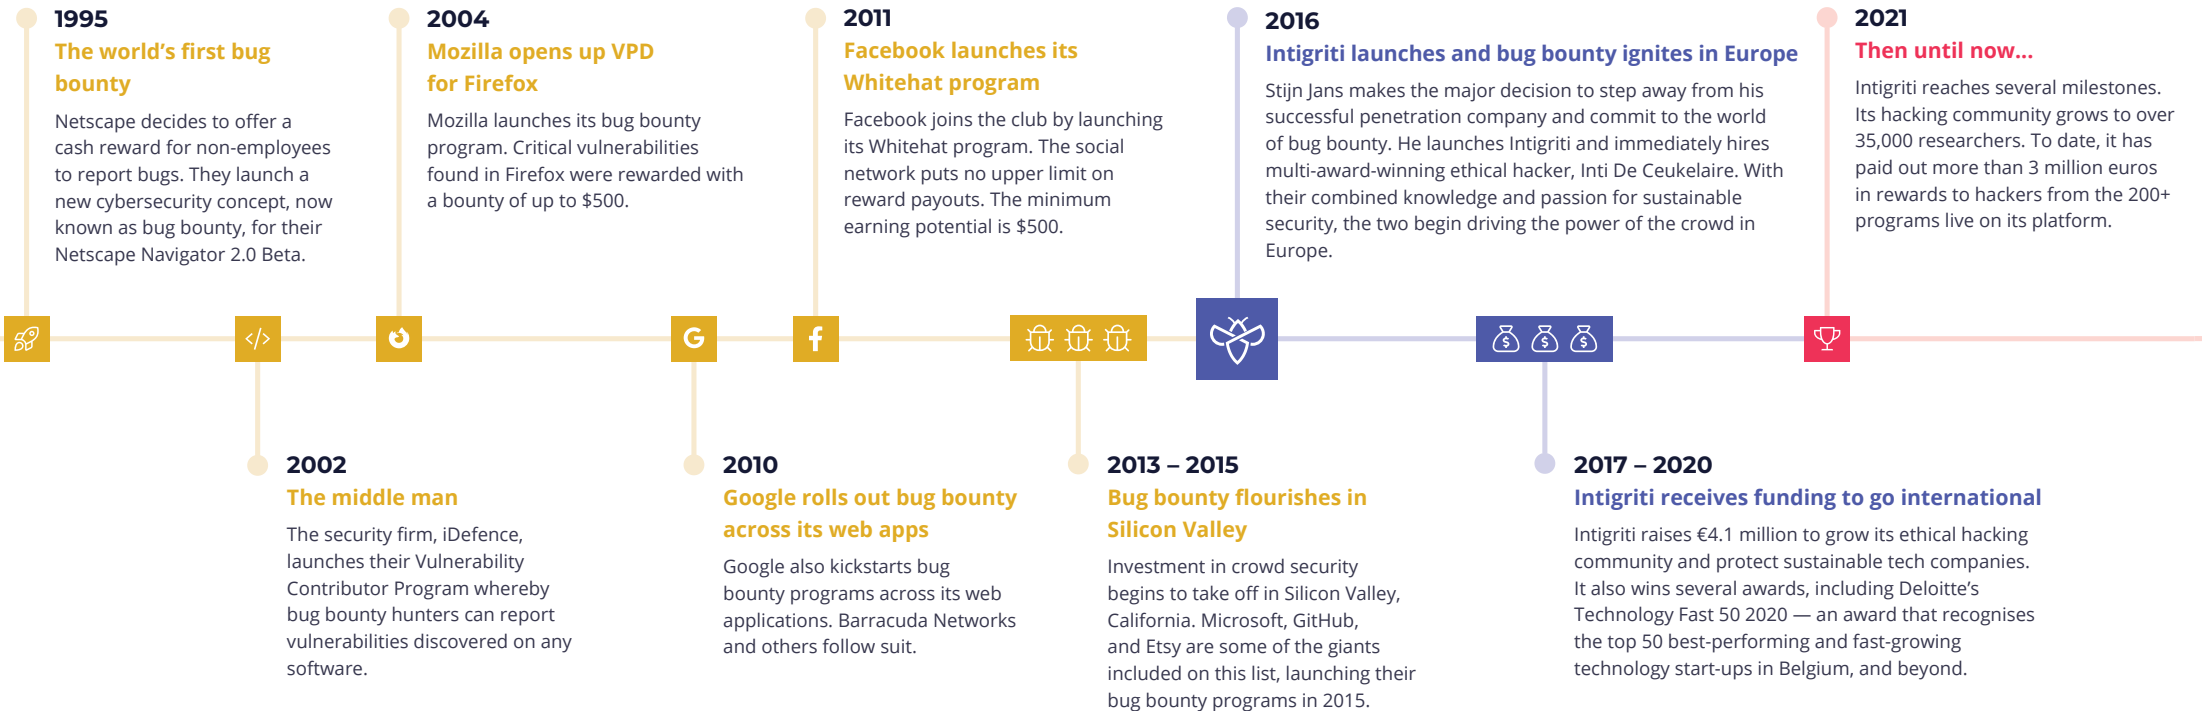 1995
The world’s first bug
bounty
Netscape decides to offer a
cash reward for non-employees
to report bugs. They launch a
new cybersecurity concept, now
known as bug bounty, for their
Netscape Navigator 2.0 Beta.
2002
The middle man
The security firm, iDefence,
launches their Vulnerability
Contributor Program whereby
bug bounty hunters can report
vulnerabilities discovered on any
software.
2004
Mozilla opens up VPD
for Firefox
Mozilla launches its bug bounty
program. Critical vulnerabilities
found in Firefox were rewarded with
a bounty of up to $500.
2010
Google rolls out bug bounty
across its web apps
Google also kickstarts bug
bounty programs across its web
applications. Barracuda Networks
and others follow suit.
2011
Facebook launches its
Whitehat program
Facebook joins the club by launching
its Whitehat program. The social
network puts no upper limit on
reward payouts. The minimum
earning potential is $500.
2013 – 2015
Bug bounty flourishes in
Silicon Valley
Investment in crowd security
begins to take off in Silicon Valley,
California. Microsoft, GitHub,
and Etsy are some of the giants
included on this list, launching their
bug bounty programs in 2015.
2016
Intigriti launches and bug bounty ignites in Europe
Stijn Jans makes the major decision to step away from his
successful penetration company and commit to the world
of bug bounty. He launches Intigriti and immediately hires
multi-award-winning ethical hacker, Inti De Ceukelaire. With
their combined knowledge and passion for sustainable
security, the two begin driving the power of the crowd in
Europe.
2017 – 2020
Intigriti receives funding to go international
Intigriti raises €4.1 million to grow its ethical hacking
community and protect sustainable tech companies.
It also wins several awards, including Deloitte’s
Technology Fast 50 2020 — an award that recognises
the top 50 best-performing and fast-growing
technology start-ups in Belgium, and beyond.
2021
Then until now...
Intigriti reaches several milestones.
Its hacking community grows to over
35,000 researchers. To date, it has
paid out more than 3 million euros
in rewards to hackers from the 200+
programs live on its platform.